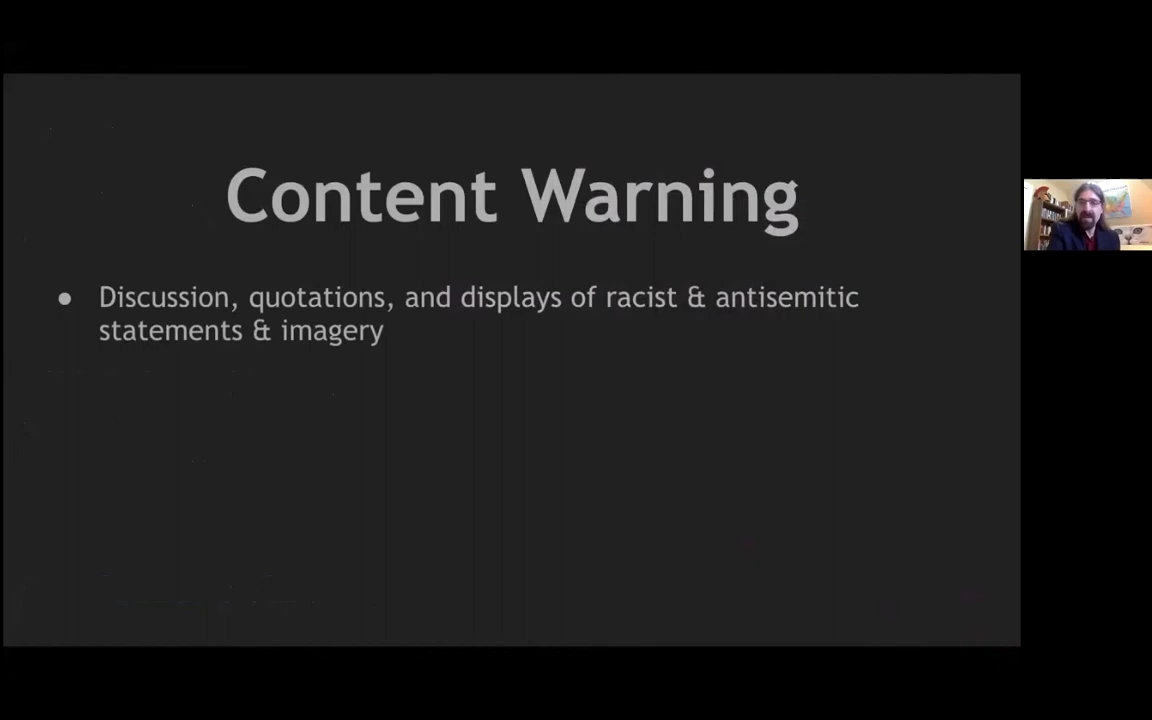 Content Warning
● Discussion, quotations, and displays of racist & antisemitic
statements & imagery